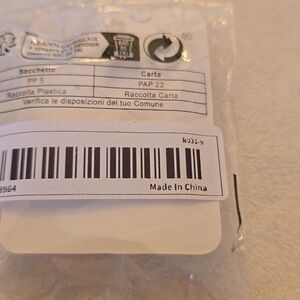 Sacchetto Carta
PP 5 PAP 22
Raccolta Plastica Raccolta Carta
Verifica le disposizioni del tuo Comune
R031-9
8964 Made In China